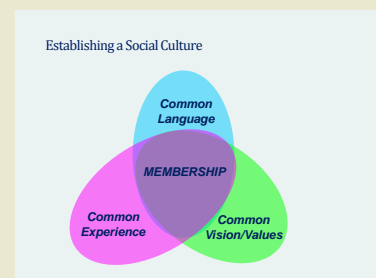 Establishing a Social Culture
Common
Language
MEMBERSHIP
Common
Experience
Common
Vision/Values